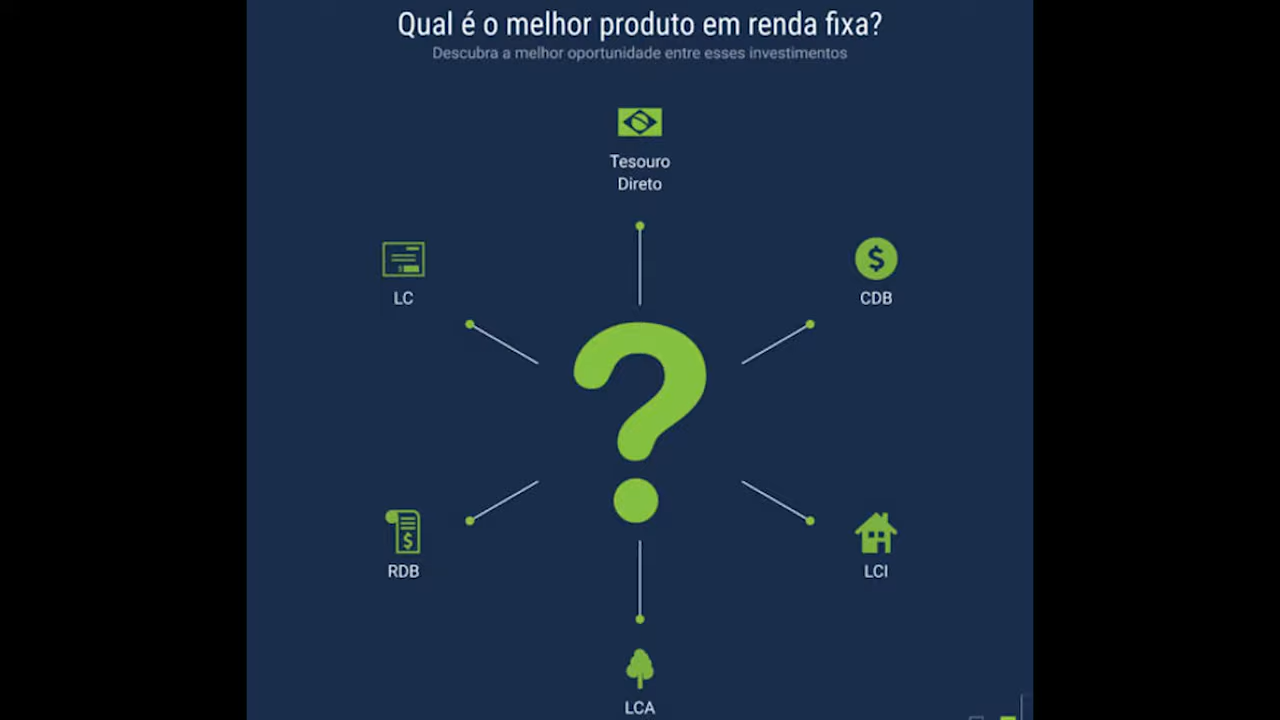 Qual é o melhor produto em renda fixa?
Descubra a melhor oportunidade entre esses investimentos
Tesouro
Direto
LC
$
CDB
?
$
RDB
LCI
LCA